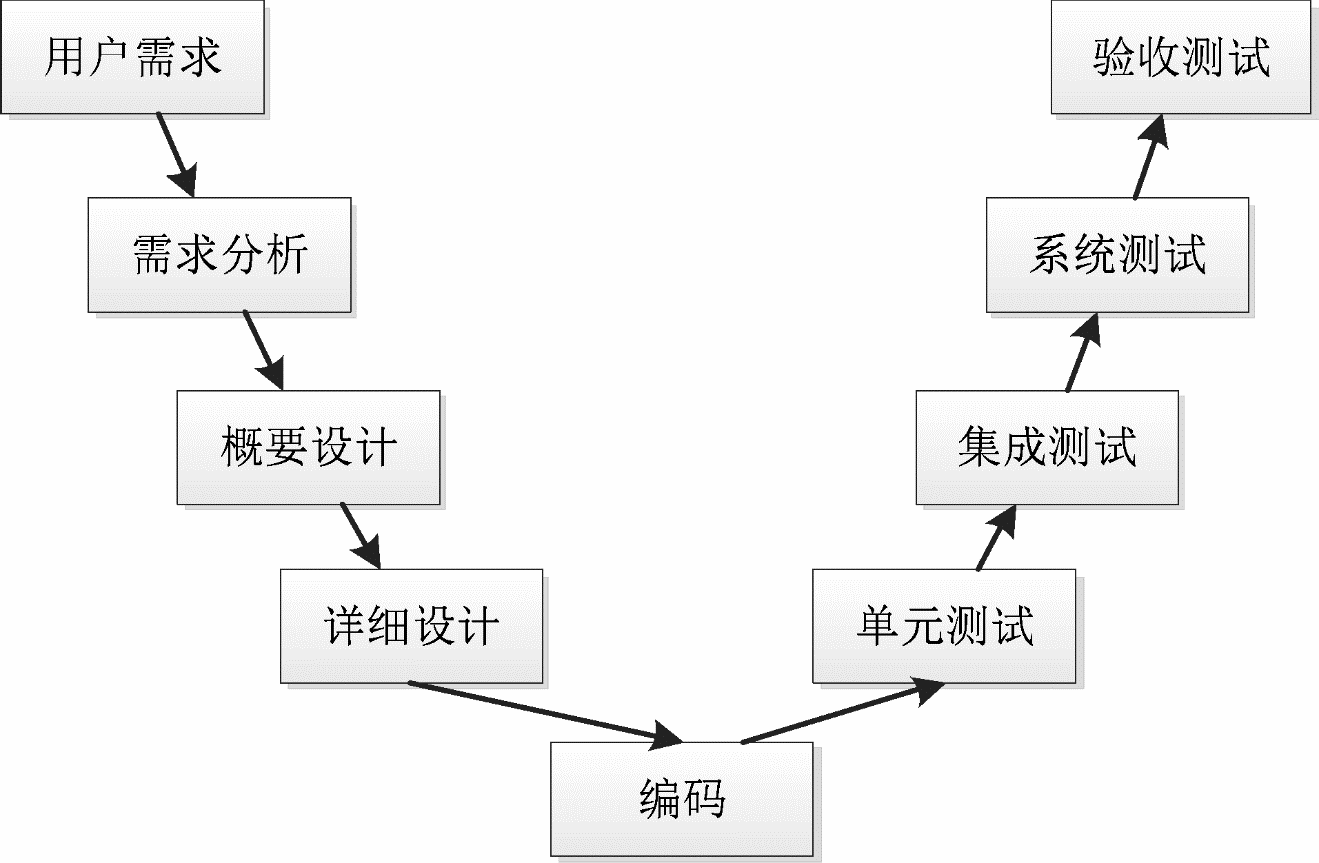 用户需求
验收测试
需求分析
系统测试
概要设计
集成测试
详细设计
单元测试
编码